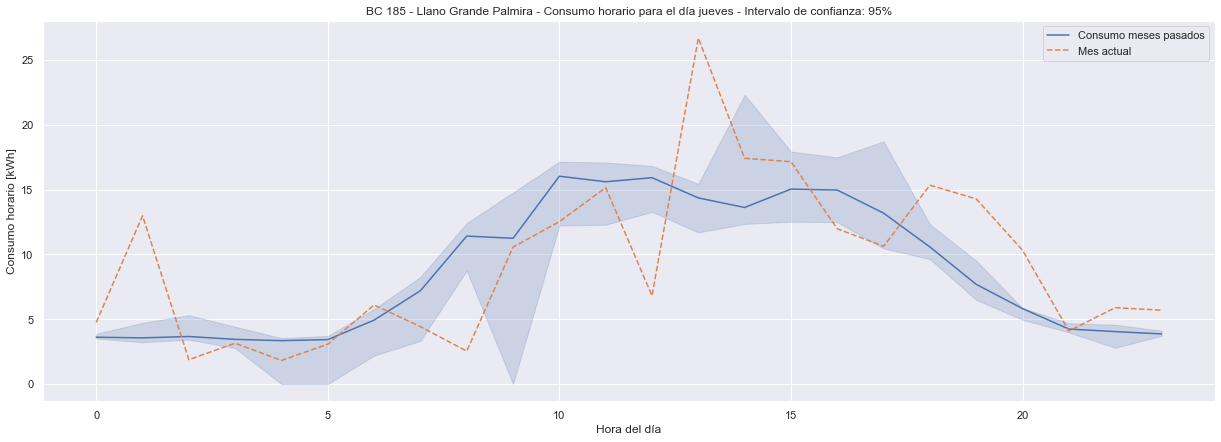 BC 185 - Llano Grande Palmira - Consumo horario para el día jueves - Intervalo de confianza: 95%
Consumo meses pasados
Mes actual
Consumo horario [kWh]
25
20
15
10
5
0
0 5 10 15 20
Hora del día